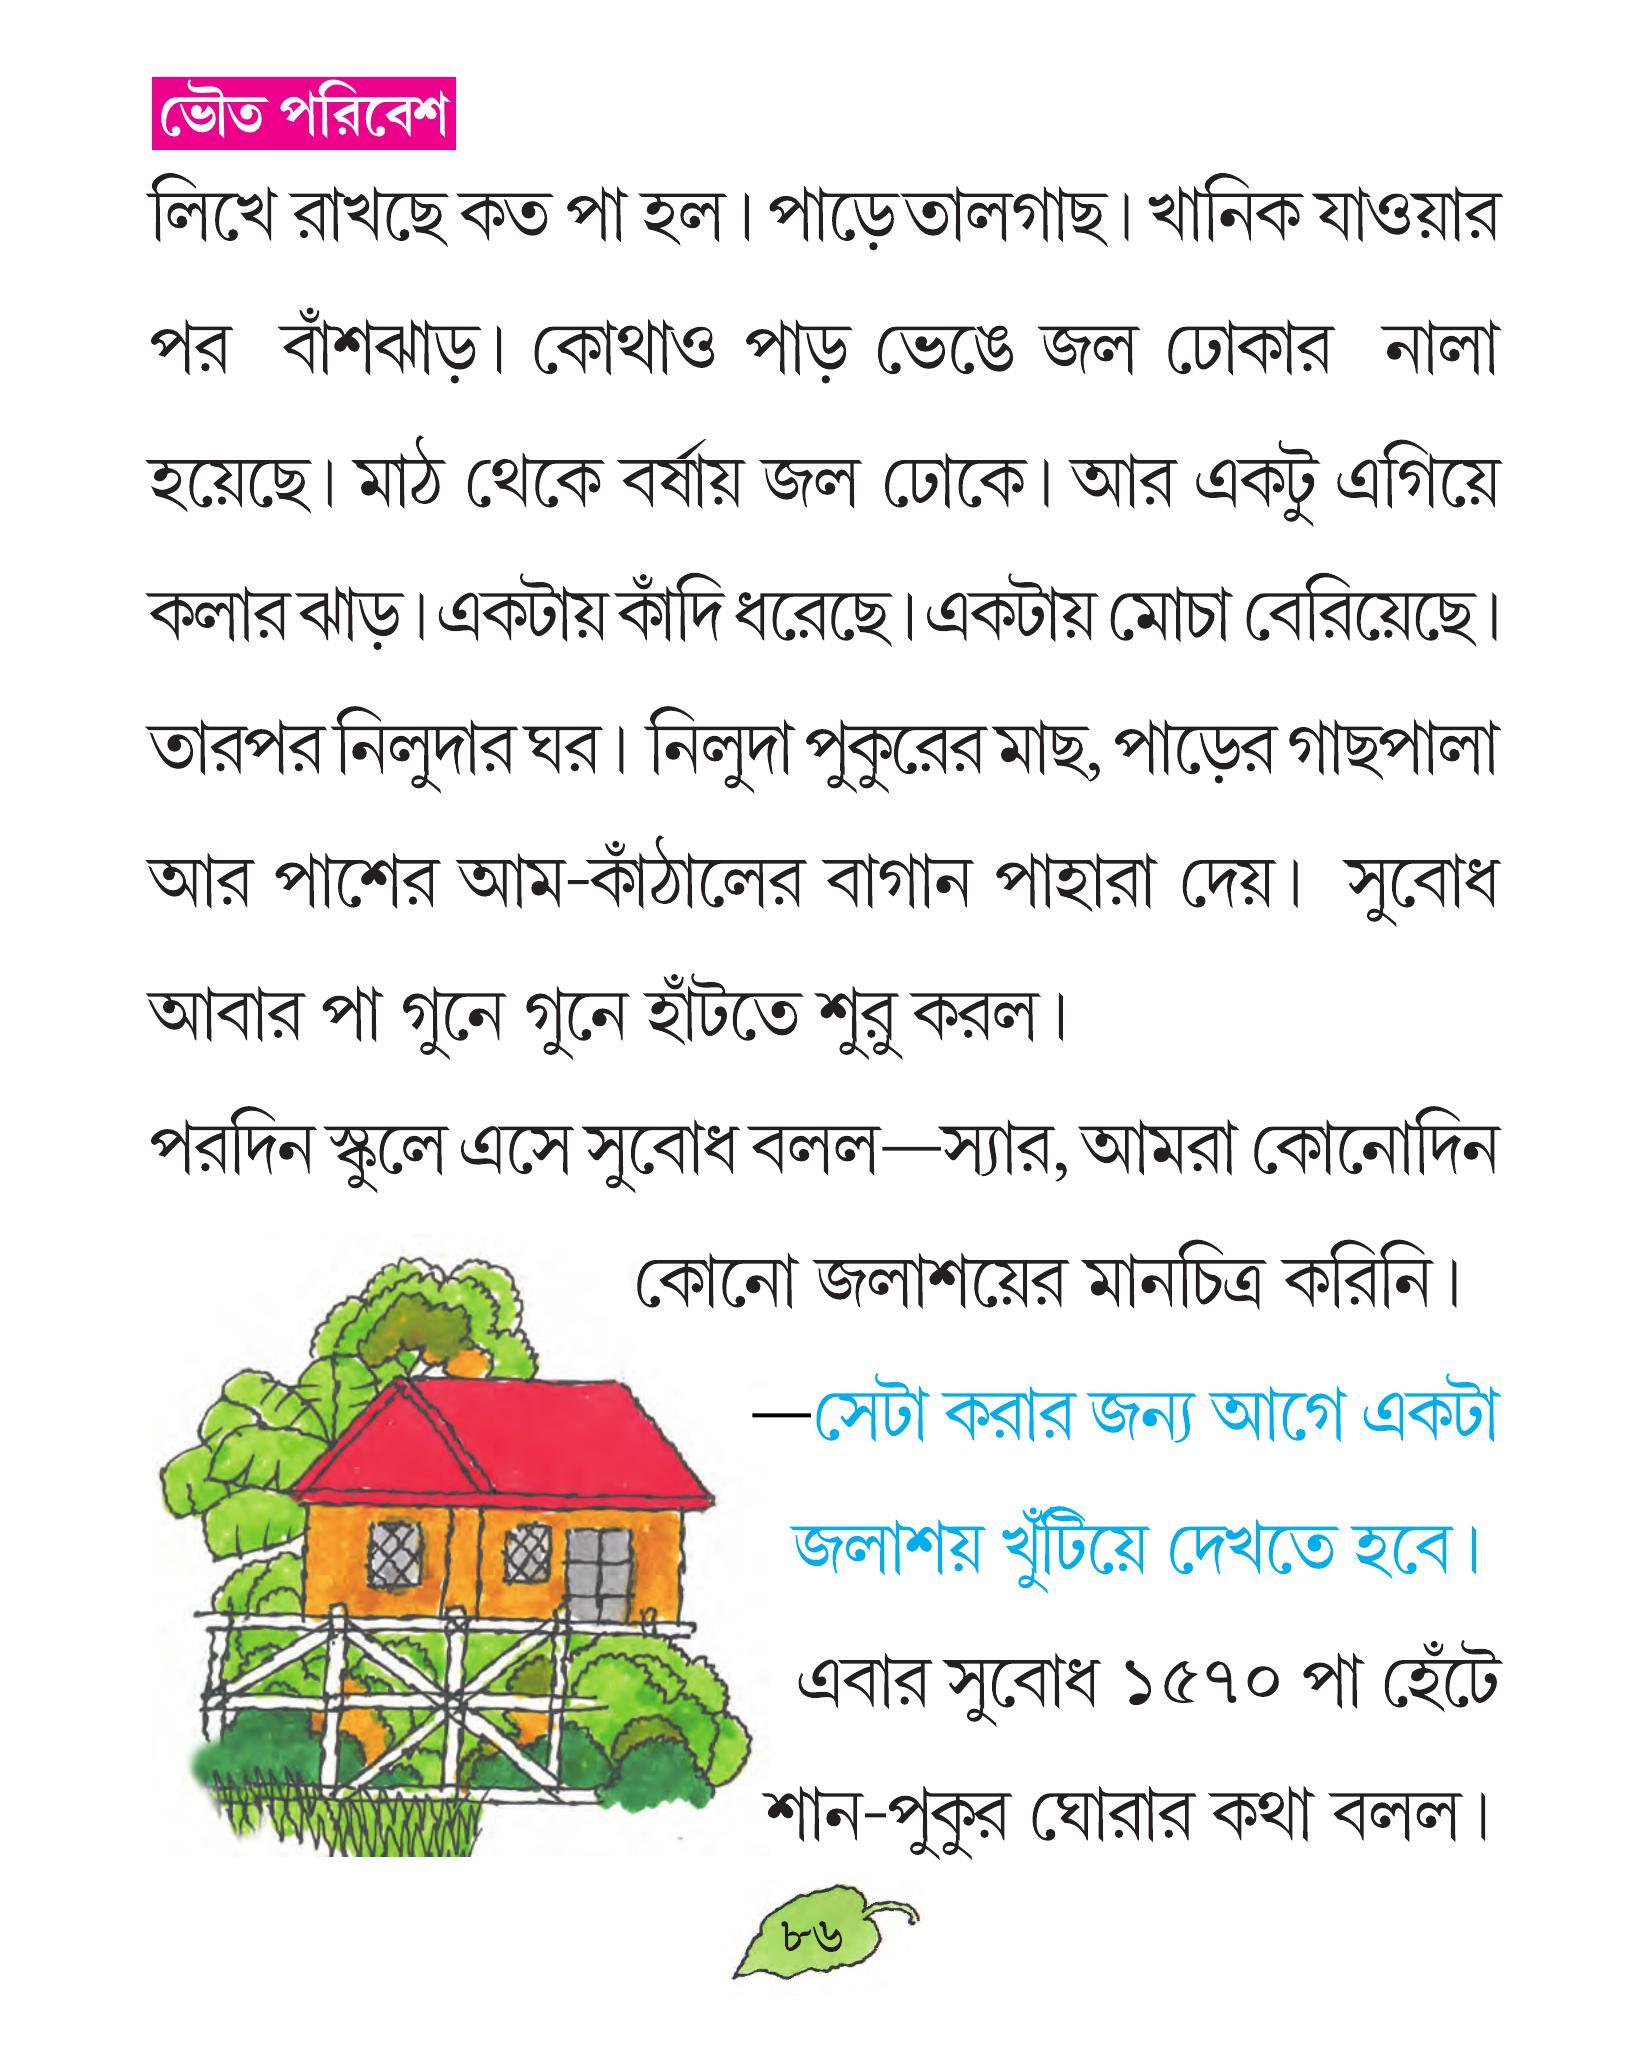 ভৌত পরিবেশ
লিখে রাখছে কত পা হল। পাড়ে তালগাছ। খানিক যাওয়ার
পর বাঁশঝাড়। কোথাও পাড় ভেঙে জল ঢোকার নালা
হয়েছে। মাঠ থেকে বর্ষায় জল ঢোকে। আর একটু এগিয়ে
কলার ঝাড়। একটায় কাঁদি ধরেছে। একটায় মোচা বেরিয়েছে।
তারপর নিলুদার ঘর। নিলুদা পুকুরের মাছ, পাড়ের গাছপালা
আর পাশের আম-কাঁঠালের বাগান পাহারা দেয়। সুবোধ
আবার পা গুনে গুনে হাঁটতে শুরু করল।
পরদিন স্কুলে এসে সুবোধ বলল—স্যার, আমরা কোনোদিন
কোনো জলাশয়ের মানচিত্র করিনি।
—সেটা করার জন্য আগে একটা
জলাশয় খুঁটিয়ে দেখতে হবে।
এবার সুবোধ ১৫৭০ পা হেঁটে
শান-পুকুর ঘোরার কথা বলল।
৮৬